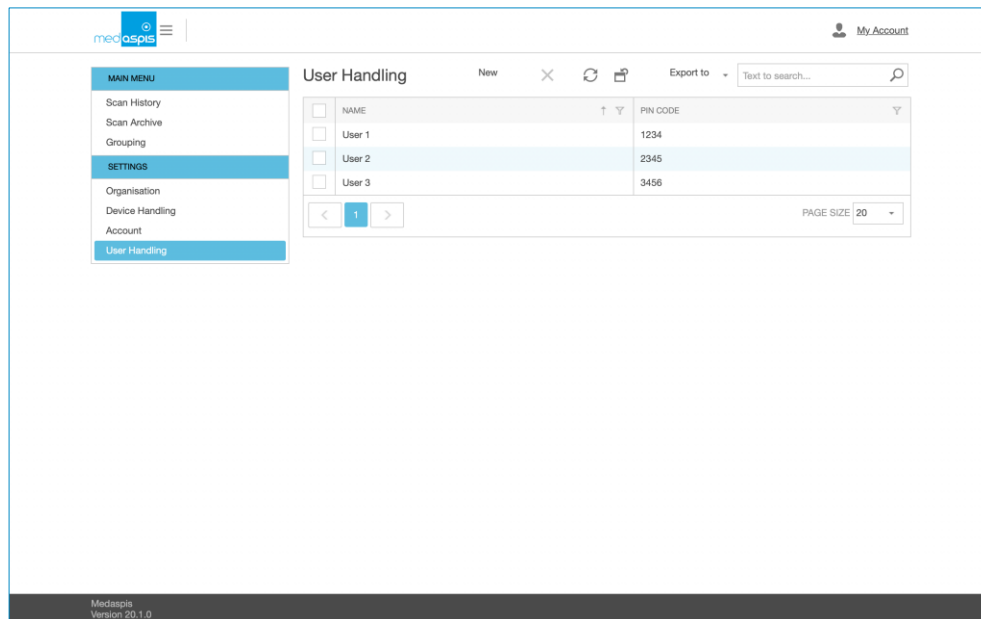 medaspis
My Account
MAIN MENU
Scan History
Scan Archive
Grouping
SETTINGS
Organisation
Device Handling
Account
User Handling
User Handling New Export to Text to search...
NAME PIN CODE
User 1 1234
User 2 2345
User 3 3456
1 PAGE SIZE 20
Medaspis
Version 20.1.0